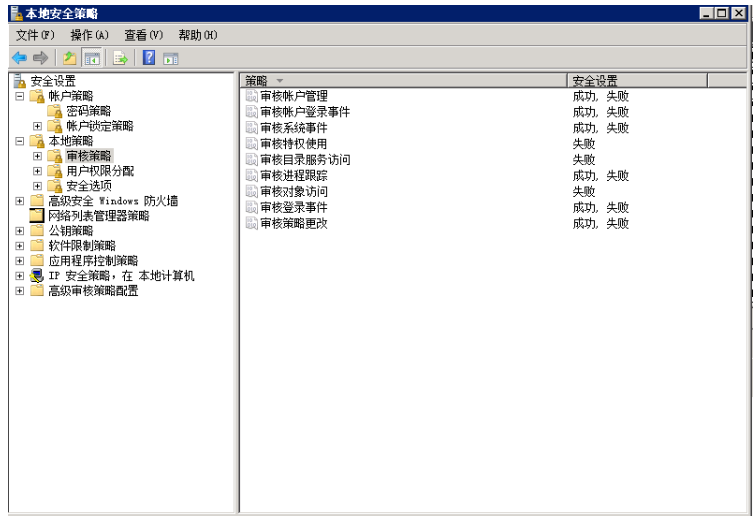 本地安全策略
文件(F) 操作(A) 查看(V) 帮助(H)
安全设置
帐户策略
密码策略
帐户锁定策略
本地策略
审核策略
用户权限分配
安全选项
高级安全 Windows 防火墙
网络列表管理器策略
公钥策略
软件限制策略
应用程序控制策略
IP 安全策略，在 本地计算机
高级审核策略配置
策略 安全设置
审核帐户管理 成功, 失败
审核帐户登录事件 成功, 失败
审核系统事件 成功, 失败
审核特权使用 失败
审核目录服务访问 失败
审核进程跟踪 成功, 失败
审核对象访问 失败
审核登录事件 成功, 失败
审核策略更改 成功, 失败